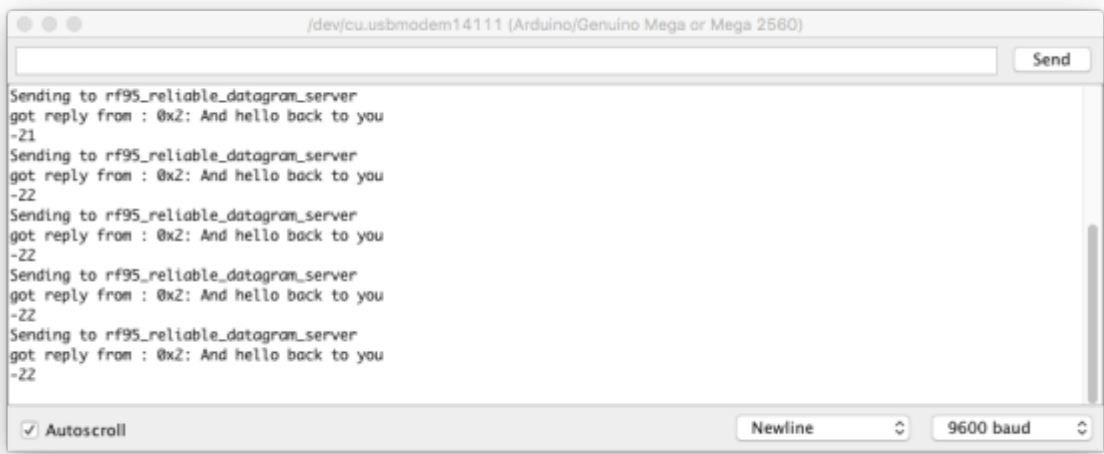 /dev/cu.usbmodem14111 (Arduino/Genuino Mega or Mega 2560)
Send
Sending to rf95_reliable_datagram_server
got reply from : 0x2: And hello back to you
-21
Sending to rf95_reliable_datagram_server
got reply from : 0x2: And hello back to you
-22
Sending to rf95_reliable_datagram_server
got reply from : 0x2: And hello back to you
-22
Sending to rf95_reliable_datagram_server
got reply from : 0x2: And hello back to you
-22
Sending to rf95_reliable_datagram_server
got reply from : 0x2: And hello back to you
-22
Autoscroll Newline 9600 baud